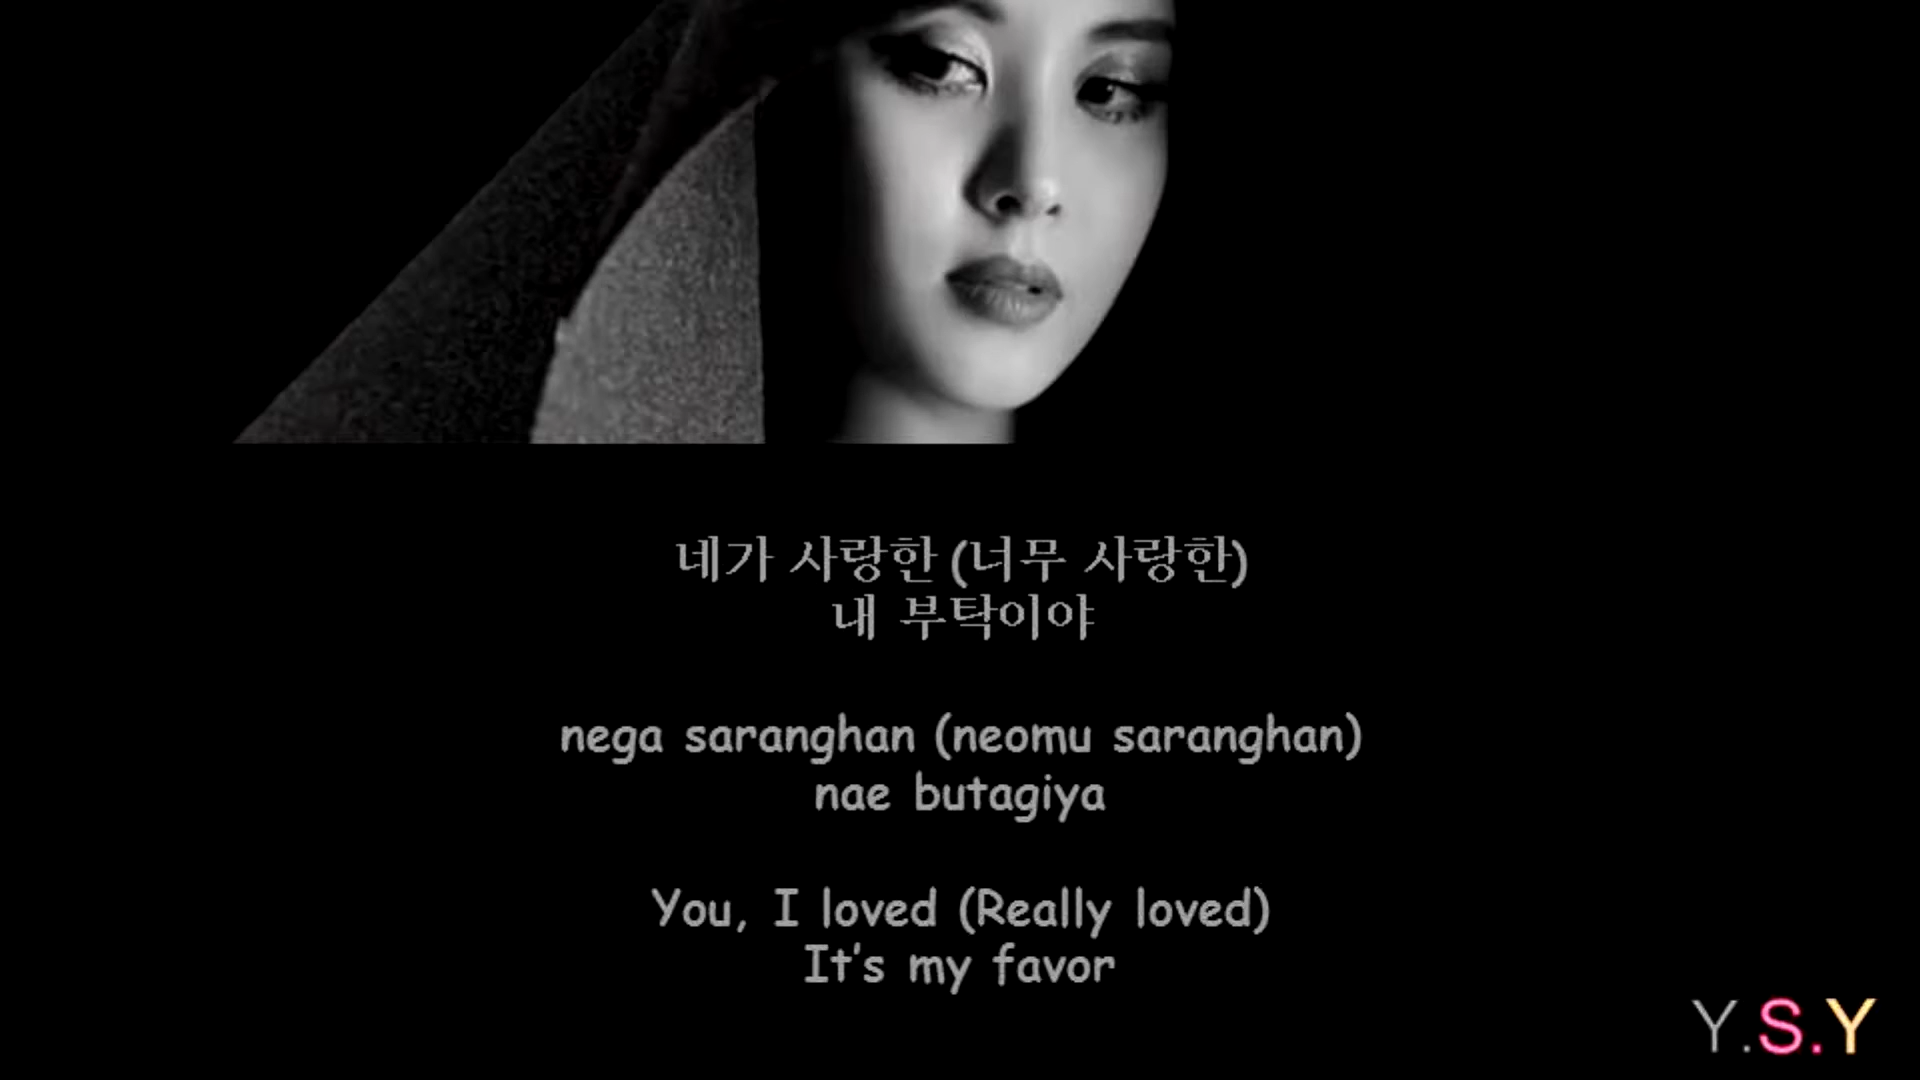 네가 사랑한 (너무 사랑한)
내 부탁이야
nega saranghan (neomu saranghan)
nae butagiya
You, I loved (Really loved)
It's my favor
Y.S.Y